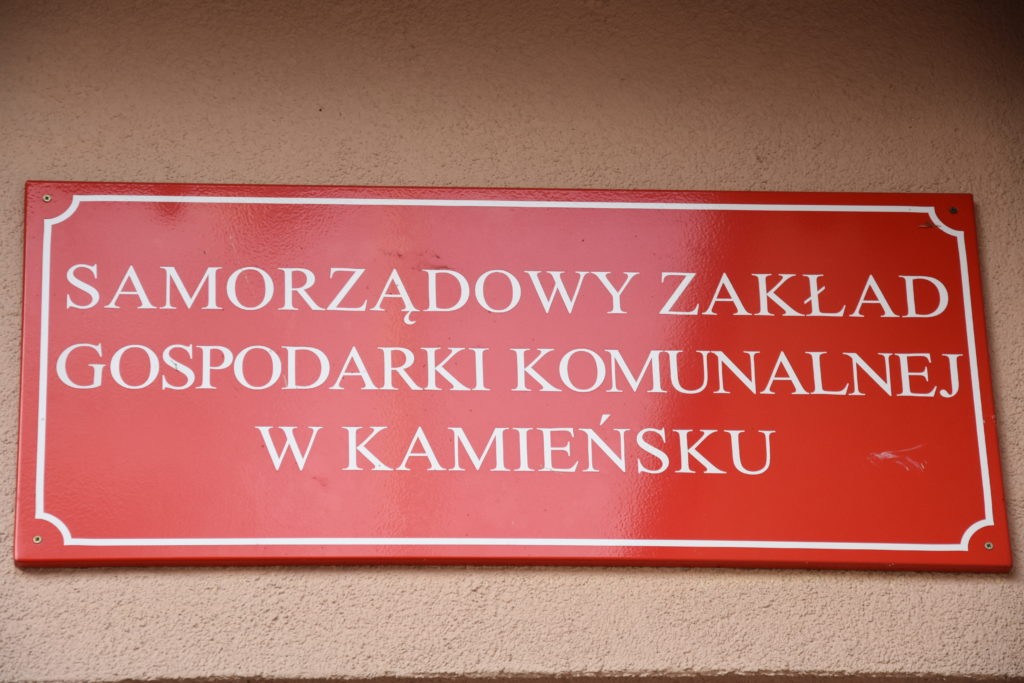 SAMORZĄDOWY ZAKŁAD
GOSPODARKI KOMUNALNEJ
W KAMIEŃSKU